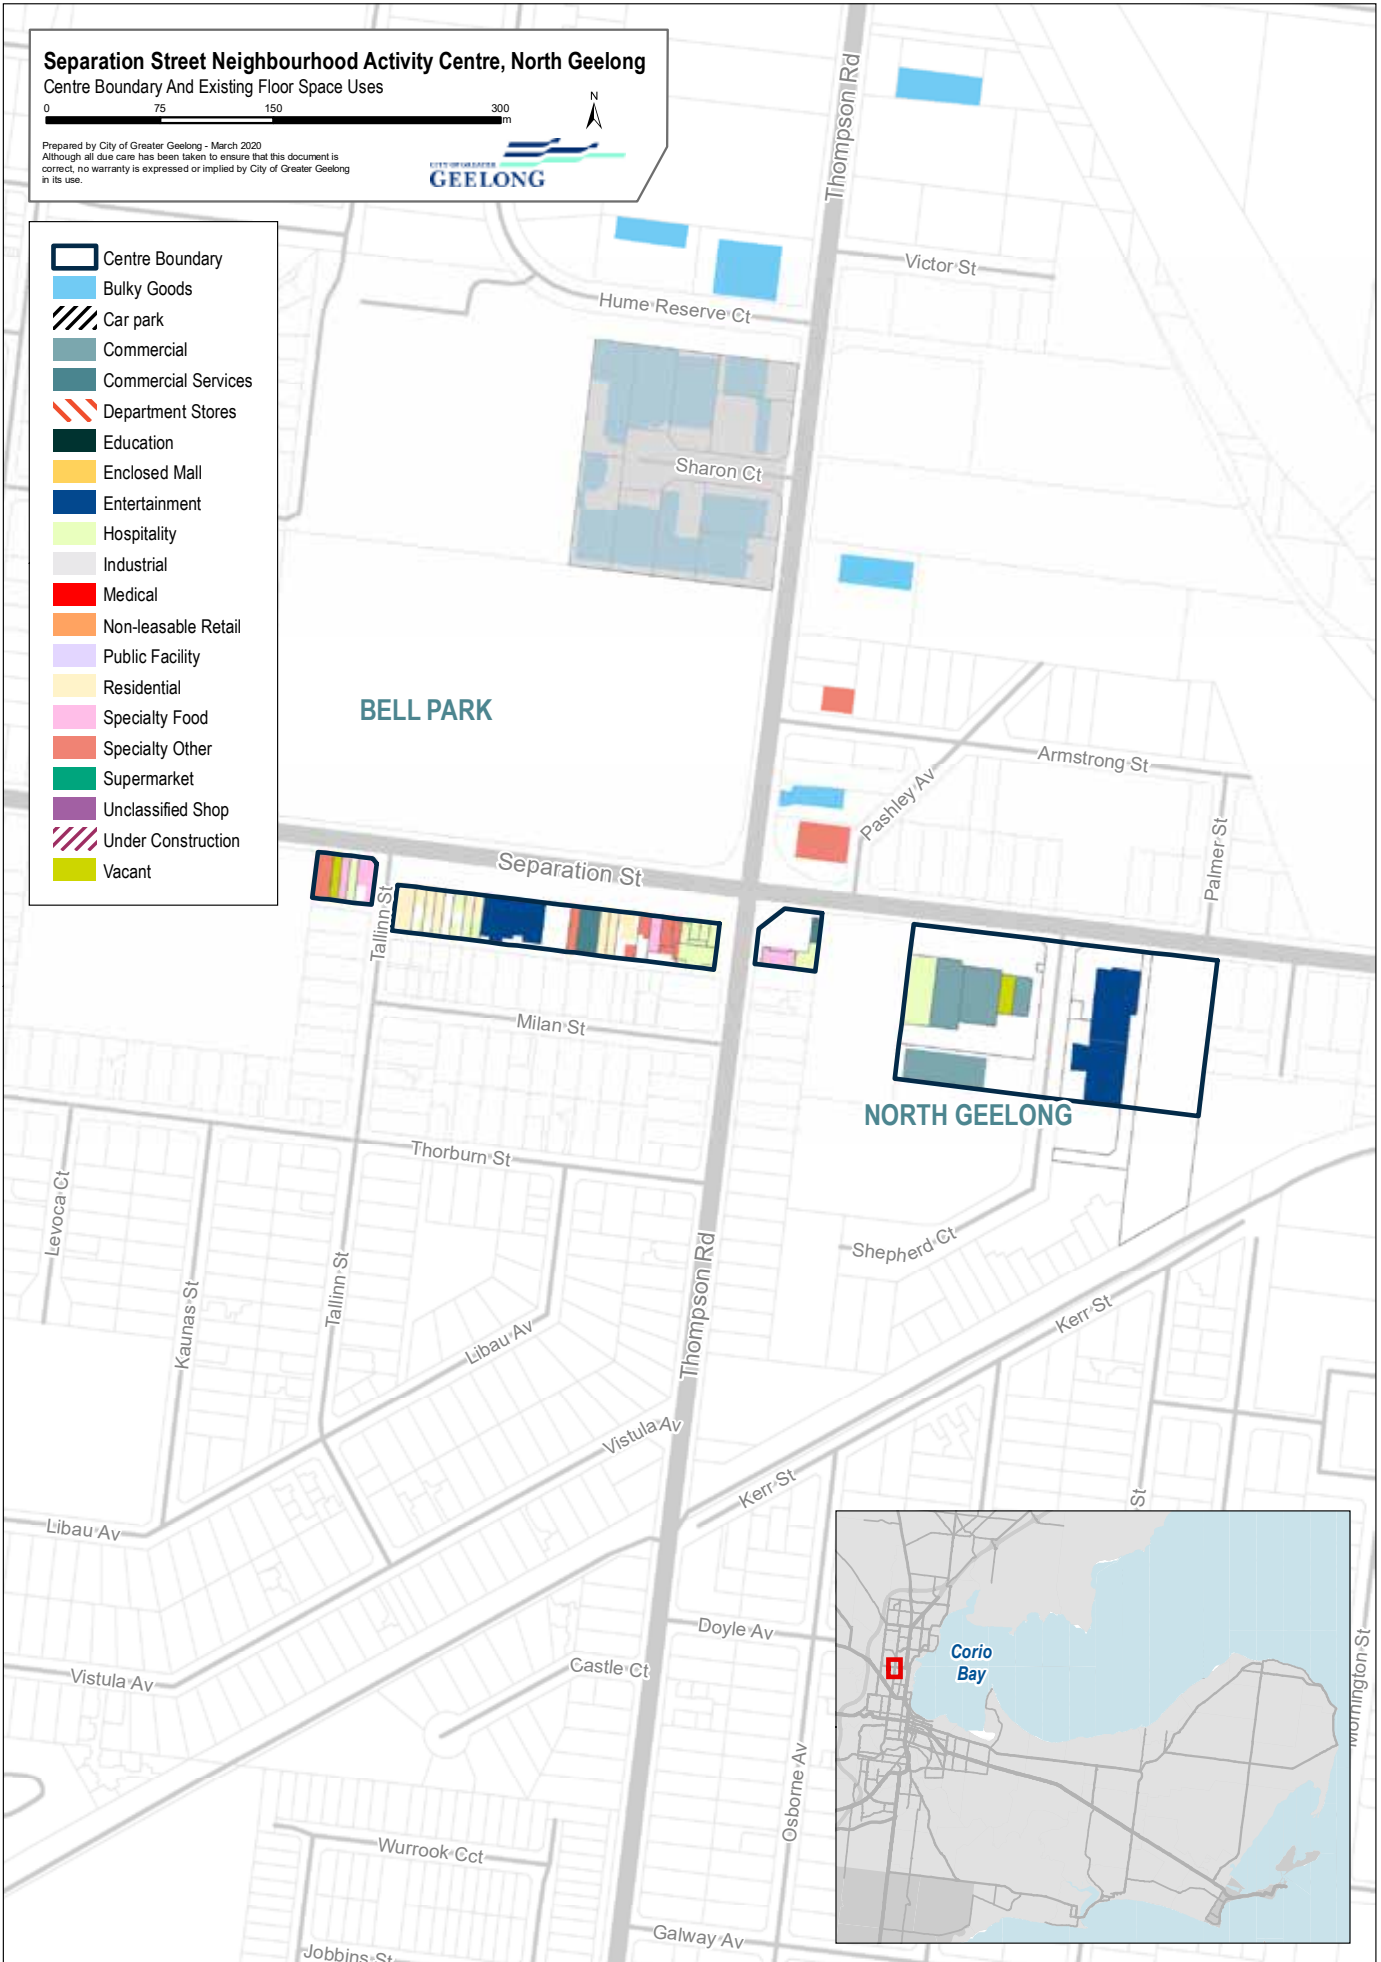 Separation Street Neighbourhood Activity Centre, North Geelong
Centre Boundary And Existing Floor Space Uses
0 75 150 300
m
N
Prepared by City of Greater Geelong - March 2020
Although all due care has been taken to ensure that this document is
correct, no warranty is expressed or implied by City of Greater Geelong
in its use.
CITY OF GREATER
GEELONG
Centre Boundary
Bulky Goods
Car park
Commercial
Commercial Services
Department Stores
Education
Enclosed Mall
Entertainment
Hospitality
Industrial
Medical
Non-leasable Retail
Public Facility
Residential
Specialty Food
Specialty Other
Supermarket
Unclassified Shop
Under Construction
Vacant
Thompson Rd
Victor St
Hume Reserve Ct
Sharon Ct
BELL PARK
Armstrong St
Pashley Av
Palmer St
Separation St
Tallinn St
Milan St
NORTH GEELONG
Thorburn St
Levoca Ct
Kaunas St
Tallinn St
Libau Av
Thompson Rd
Shepherd Ct
Kerr St
Vistula Av
Kerr St
St
Libau Av
Doyle Av
Castle Ct
Vistula Av
Osborne Av
Corio
Bay
Mornington St
Wurrook Cct
Galway Av
Jobbins St